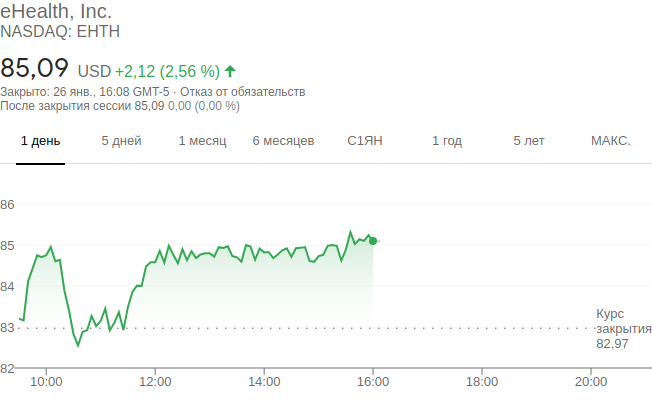 eHealth, Inc.
NASDAQ: EHTH
85,09 USD +2,12 (2,56 %)
Закрыто: 26 янв., 16:08 GMT-5 · Отказ от обязательств
После закрытия сессии 85,09 0,00 (0,00 %)
1 день 5 дней 1 месяц 6 месяцев С1ЯН 1 год 5 лет МАКС.
86
85
84
83
82
Курс
закрытия
82,97
10:00 12:00 14:00 16:00 18:00 20:00